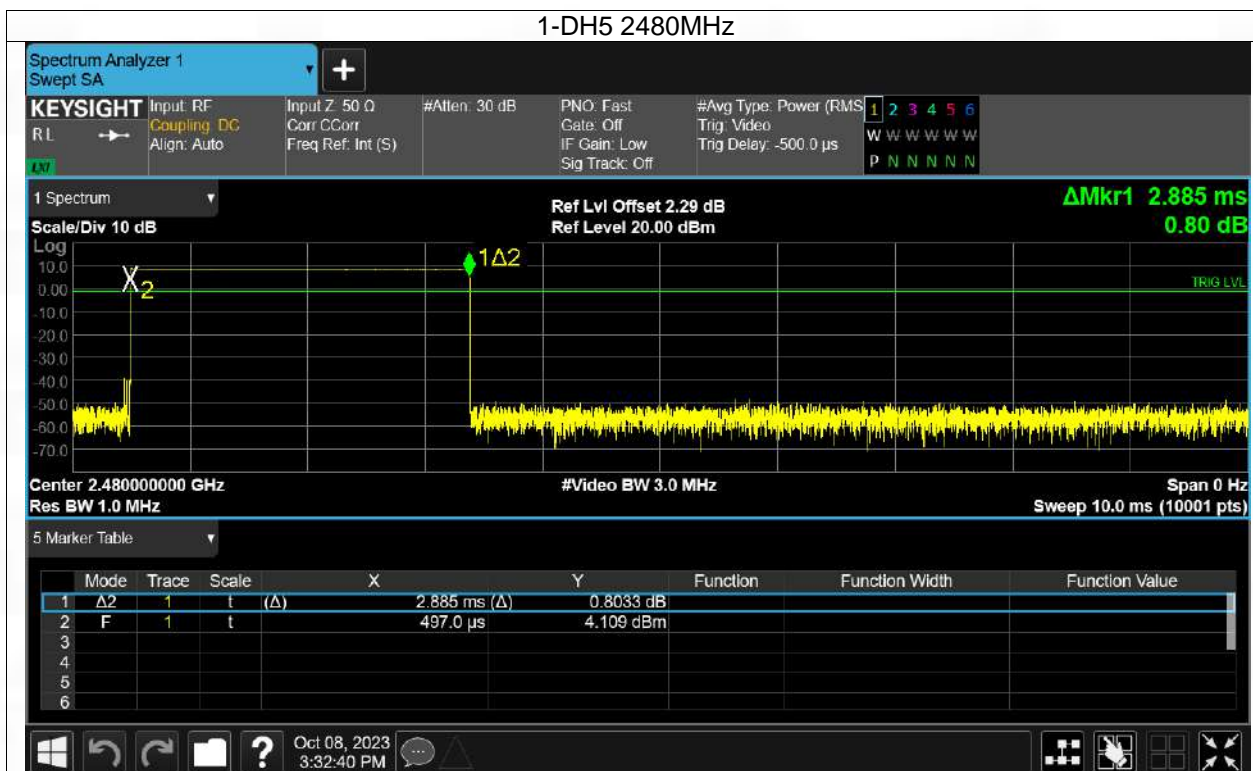 1-DH5 2480MHz
Spectrum Analyzer 1
Swept SA
+
KEYSIGHT Input: RF Input Z: 50 Ω #Atten: 30 dB PNO: Fast #Avg Type: Power (RMS 1 2 3 4 5 6
RL Coupling: DC Corr CCorr Gate: Off Trig: Video W W W W W W
Align: Auto Freq Ref: Int (S) IF Gain: Low Trig Delay: -500.0 µs
LXI Sig Track: Off P N N N N N
1 Spectrum Ref Lvl Offset 2.29 dB ΔMkr1 2.885 ms
Scale/Div 10 dB Ref Level 20.00 dBm 0.80 dB
Log
1Δ2
10.0
X2
0.00 TRIG LVL
-10.0
-20.0
-30.0
-40.0
-50.0
-60.0
-70.0
Center 2.480000000 GHz #Video BW 3.0 MHz Span 0 Hz
Res BW 1.0 MHz Sweep 10.0 ms (10001 pts)
5 Marker Table
Mode Trace Scale X Y Function Function Width Function Value
1 Δ2 1 t (Δ) 2.885 ms (Δ) 0.8033 dB
2 F 1 t 497.0 µs 4.109 dBm
3
4
5
6
? Oct 08, 2023
3:32:40 PM